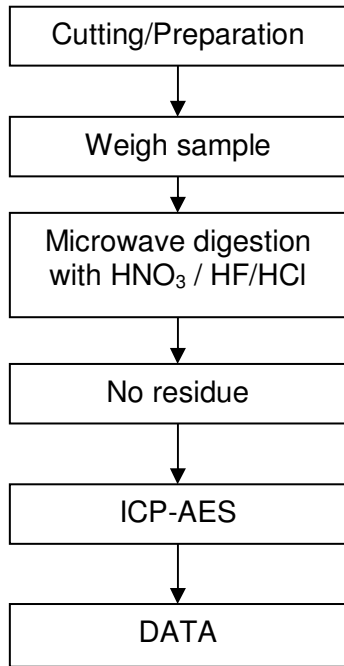 Cutting/Preparation
Weigh sample
Microwave digestion
with HNO₃ / HF/HCl
No residue
ICP-AES
DATA